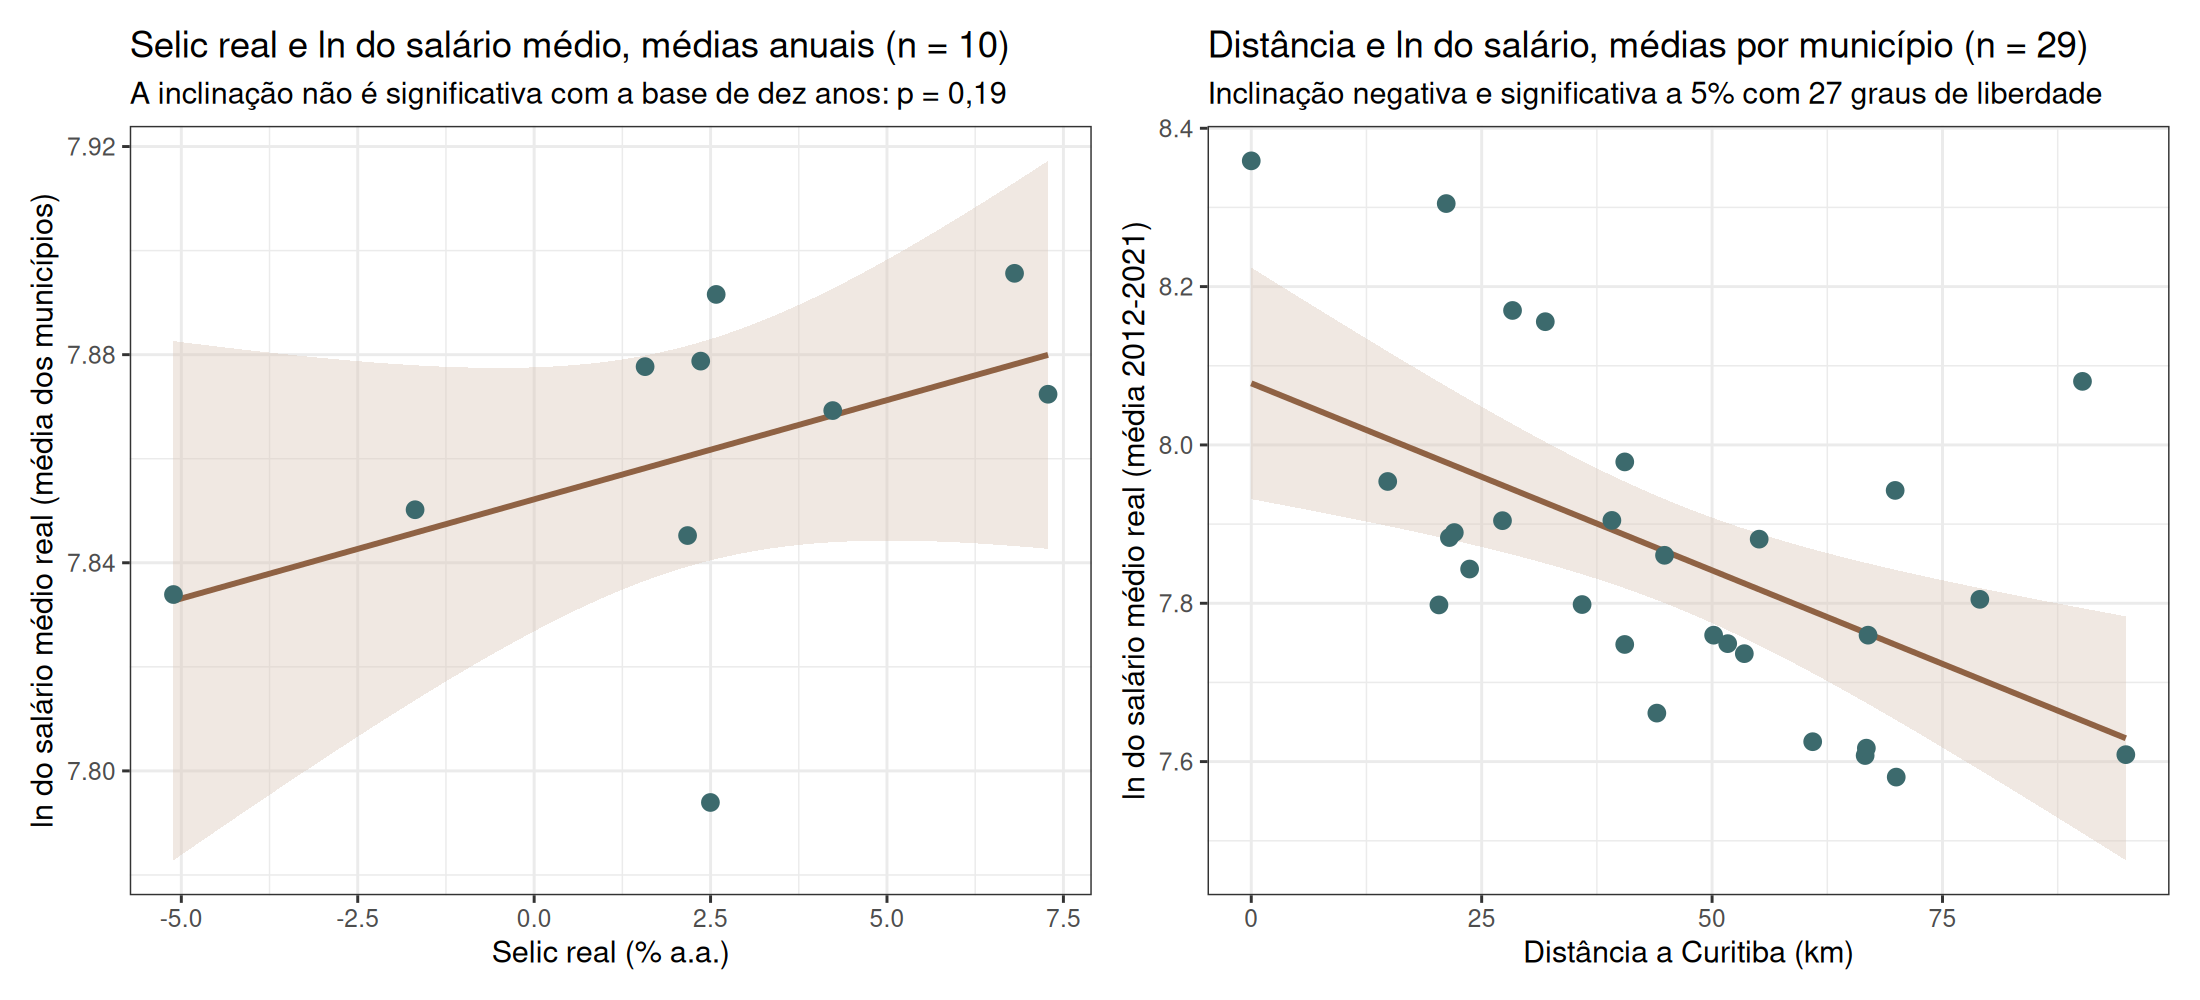 Selic real e ln do salário médio, médias anuais (n = 10)
A inclinação não é significativa com a base de dez anos: p = 0,19
ln do salário médio real (média dos municípios)
7.92
7.88
7.84
7.80
-5.0
-2.5
0.0
2.5
5.0
7.5
Selic real (% a.a.)
Distância e ln do salário, médias por município (n = 29)
Inclinação negativa e significativa a 5% com 27 graus de liberdade
ln do salário médio real (média 2012-2021)
8.4
8.2
8.0
7.8
7.6
0
25
50
75
Distância a Curitiba (km)